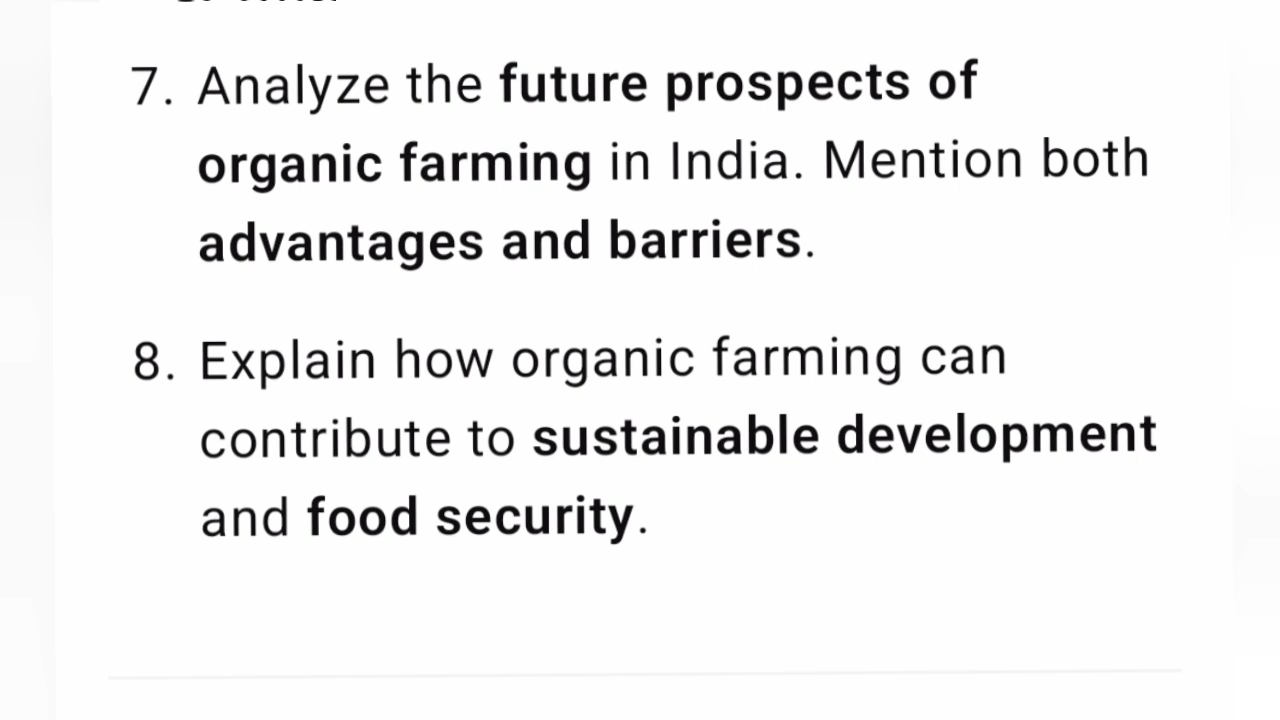 7. Analyze the future prospects of
organic farming in India. Mention both
advantages and barriers.
8. Explain how organic farming can
contribute to sustainable development
and food security.